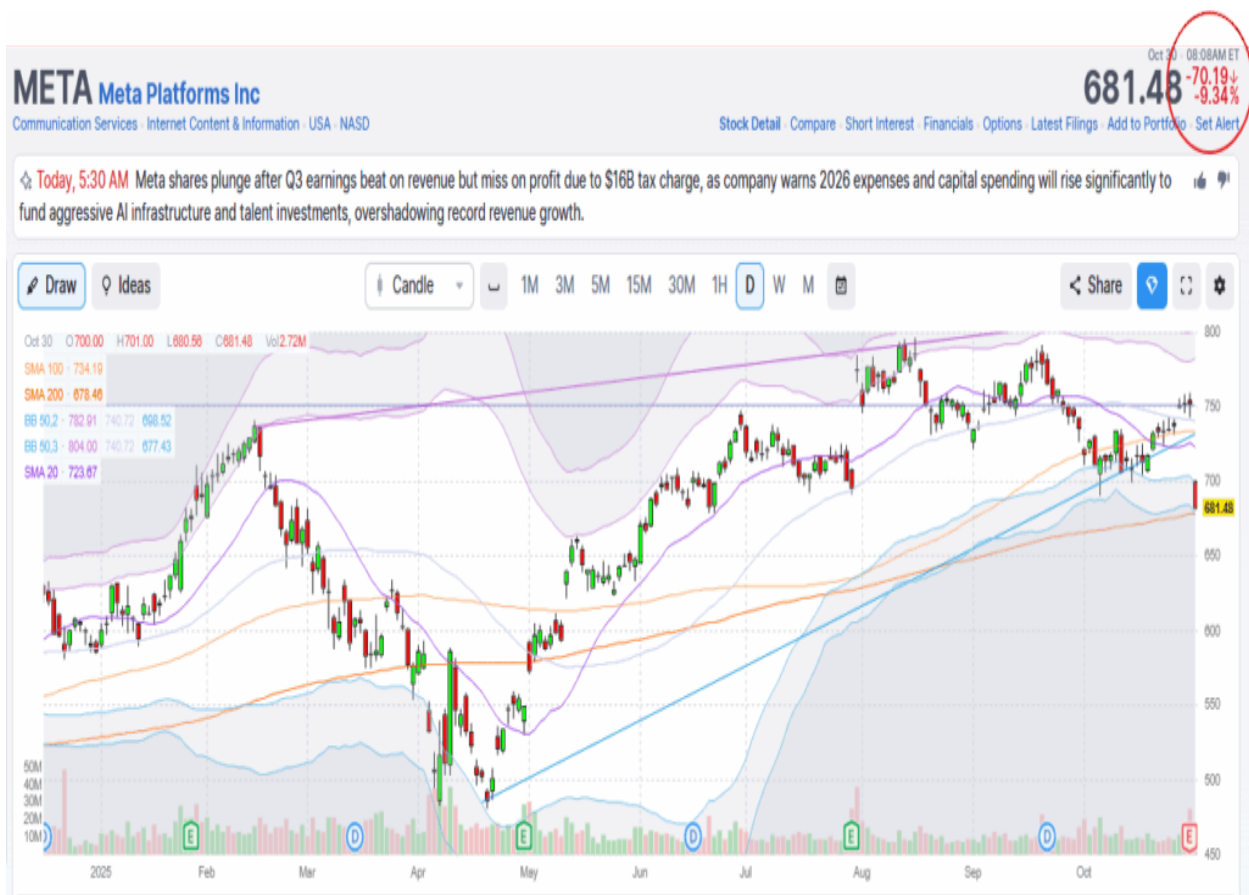 Oct 30 · 08:08AM ET
META Meta Platforms Inc
681.48 -70.19↓
-9.34%
Communication Services · Internet Content & Information · USA · NASD
Stock Detail · Compare · Short Interest · Financials · Options · Latest Filings · Add to Portfolio · Set Alert
Today, 5:30 AM Meta shares plunge after Q3 earnings beat on revenue but miss on profit due to $16B tax charge, as company warns 2026 expenses and capital spending will rise significantly to
fund aggressive AI infrastructure and talent investments, overshadowing record revenue growth.
Draw Ideas Candle 1M 3M 5M 15M 30M 1H D W M Share
Oct 30 O700.00 H701.00 L680.56 C681.48 Vol2.72M
SMA 100 · 734.19
SMA 200 · 678.46
BB 50,2 · 782.91 740.72 698.52
BB 50,3 · 804.00 740.72 677.43
SMA 20 · 723.67
800
750
700
681.48
650
600
550
500
450
50M
40M
30M
20M
10M
D E D E D E D E
2025 Feb Mar Apr May Jun Jul Aug Sep Oct